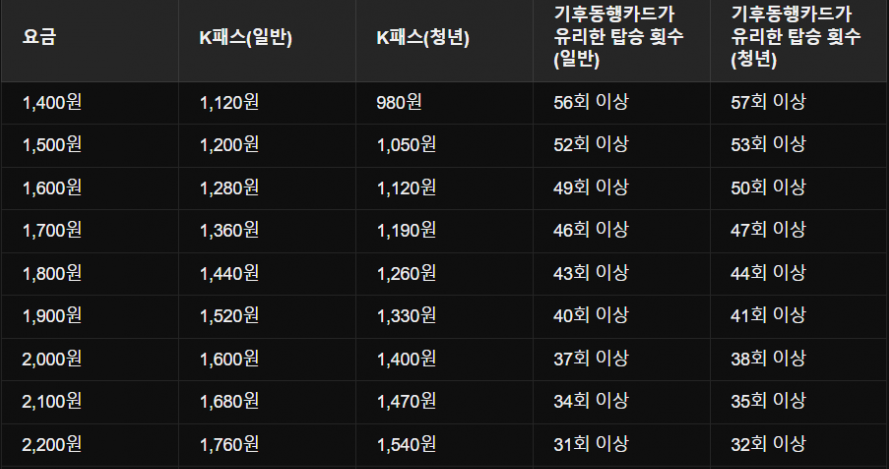 요금 K패스(일반) K패스(청년) 기후동행카드가 유리한 탑승 횟수 (일반) 기후동행카드가 유리한 탑승 횟수 (청년)
1,400원 1,120원 980원 56회 이상 57회 이상
1,500원 1,200원 1,050원 52회 이상 53회 이상
1,600원 1,280원 1,120원 49회 이상 50회 이상
1,700원 1,360원 1,190원 46회 이상 47회 이상
1,800원 1,440원 1,260원 43회 이상 44회 이상
1,900원 1,520원 1,330원 40회 이상 41회 이상
2,000원 1,600원 1,400원 37회 이상 38회 이상
2,100원 1,680원 1,470원 34회 이상 35회 이상
2,200원 1,760원 1,540원 31회 이상 32회 이상